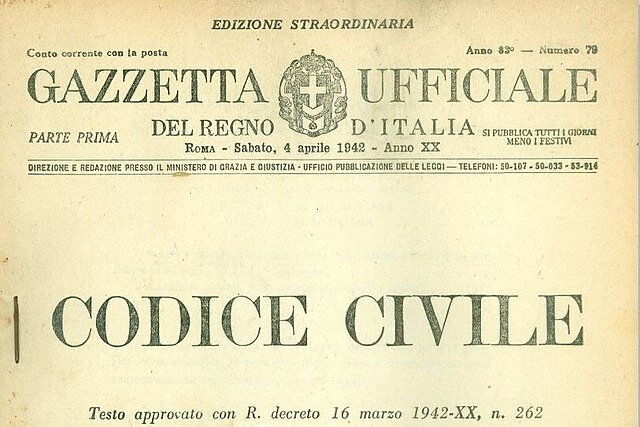 EDIZIONE STRAORDINARIA
Conto corrente con la posta
Anno 83° — Numero 79
GAZZETTA UFFICIALE
PARTE PRIMA
DEL REGNO D'ITALIA
SI PUBBLICA TUTTI I GIORNI
MENO I FESTIVI
ROMA - Sabato, 4 aprile 1942 - Anno XX
DIREZIONE E REDAZIONE PRESSO IL MINISTERO DI GRAZIA E GIUSTIZIA - UFFICIO PUBBLICAZIONE DELLE LEGGI — TELEFONI: 50-107 - 50-033 - 53-914
CODICE CIVILE
Testo approvato con R. decreto 16 marzo 1942-XX, n. 262